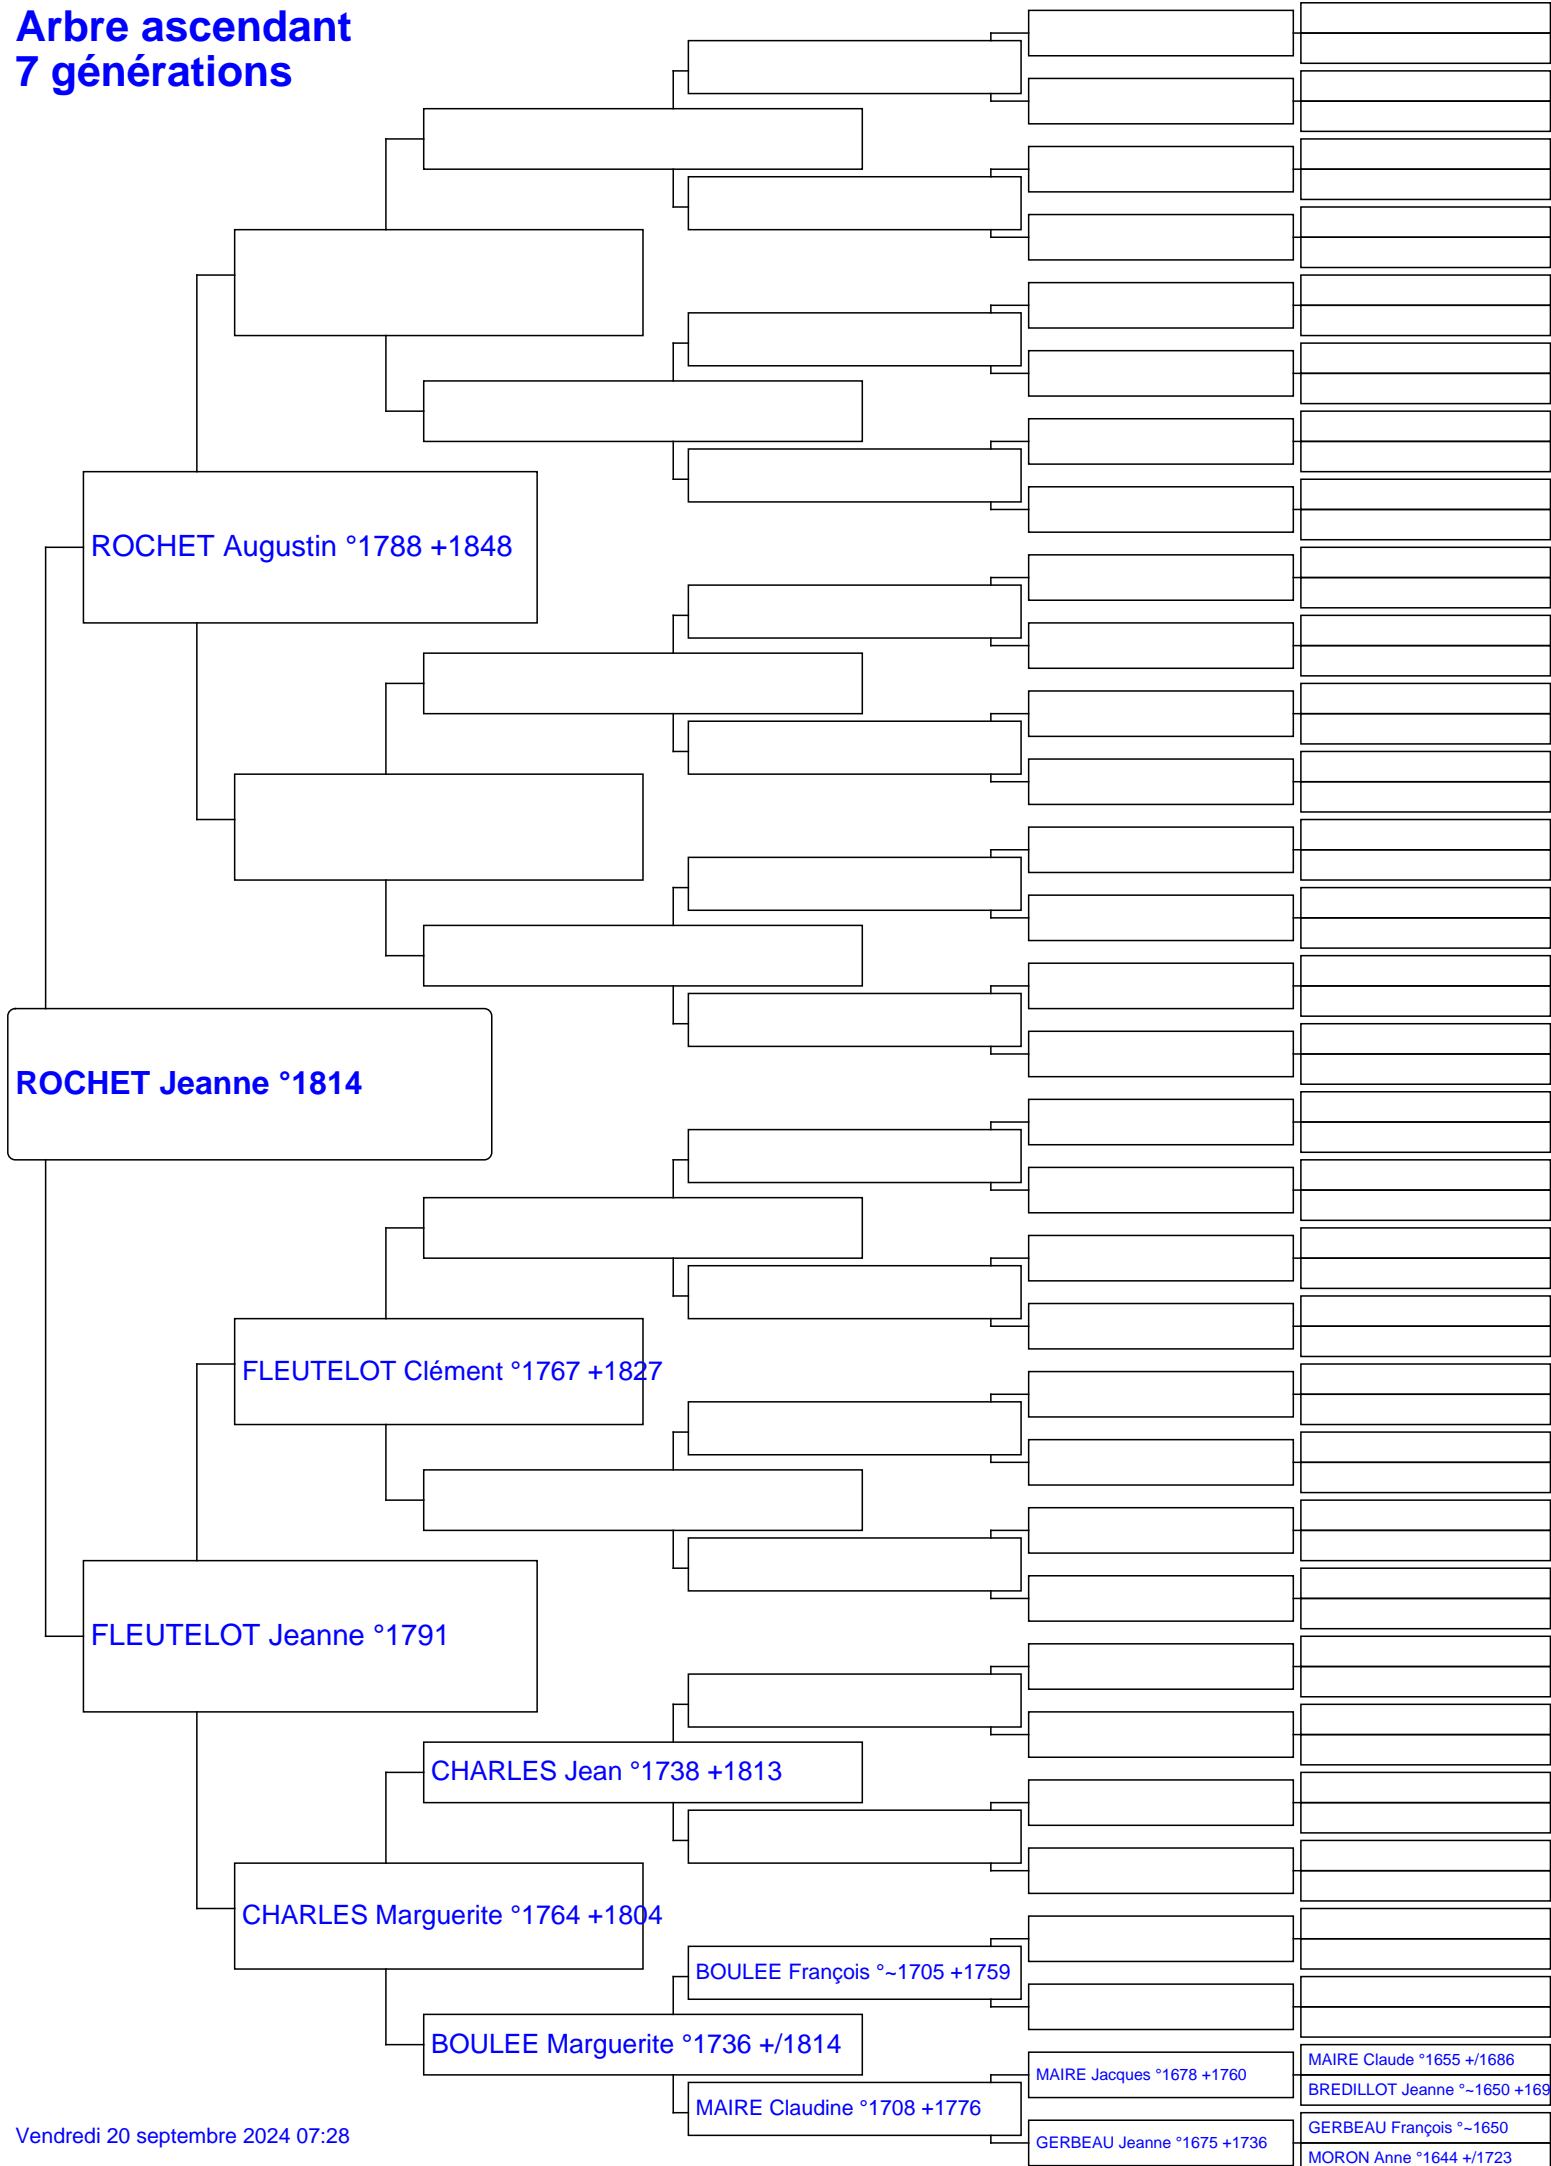 Arbre ascendant
7 générations
ROCHET Augustin °1788 +1848
ROCHET Jeanne °1814
FLEUTELOT Clément °1767 +1827
FLEUTELOT Jeanne °1791
CHARLES Jean °1738 +1813
CHARLES Marguerite °1764 +1804
BOULEE François °~1705 +1759
BOULEE Marguerite °1736 +/1814
MAIRE Claudine °1708 +1776
MAIRE Jacques °1678 +1760
GERBEAU Jeanne °1675 +1736
MAIRE Claude °1655 +/1686
BREDILLOT Jeanne °~1650 +169
GERBEAU François °~1650
MORON Anne °1644 +/1723
Vendredi 20 septembre 2024 07:28